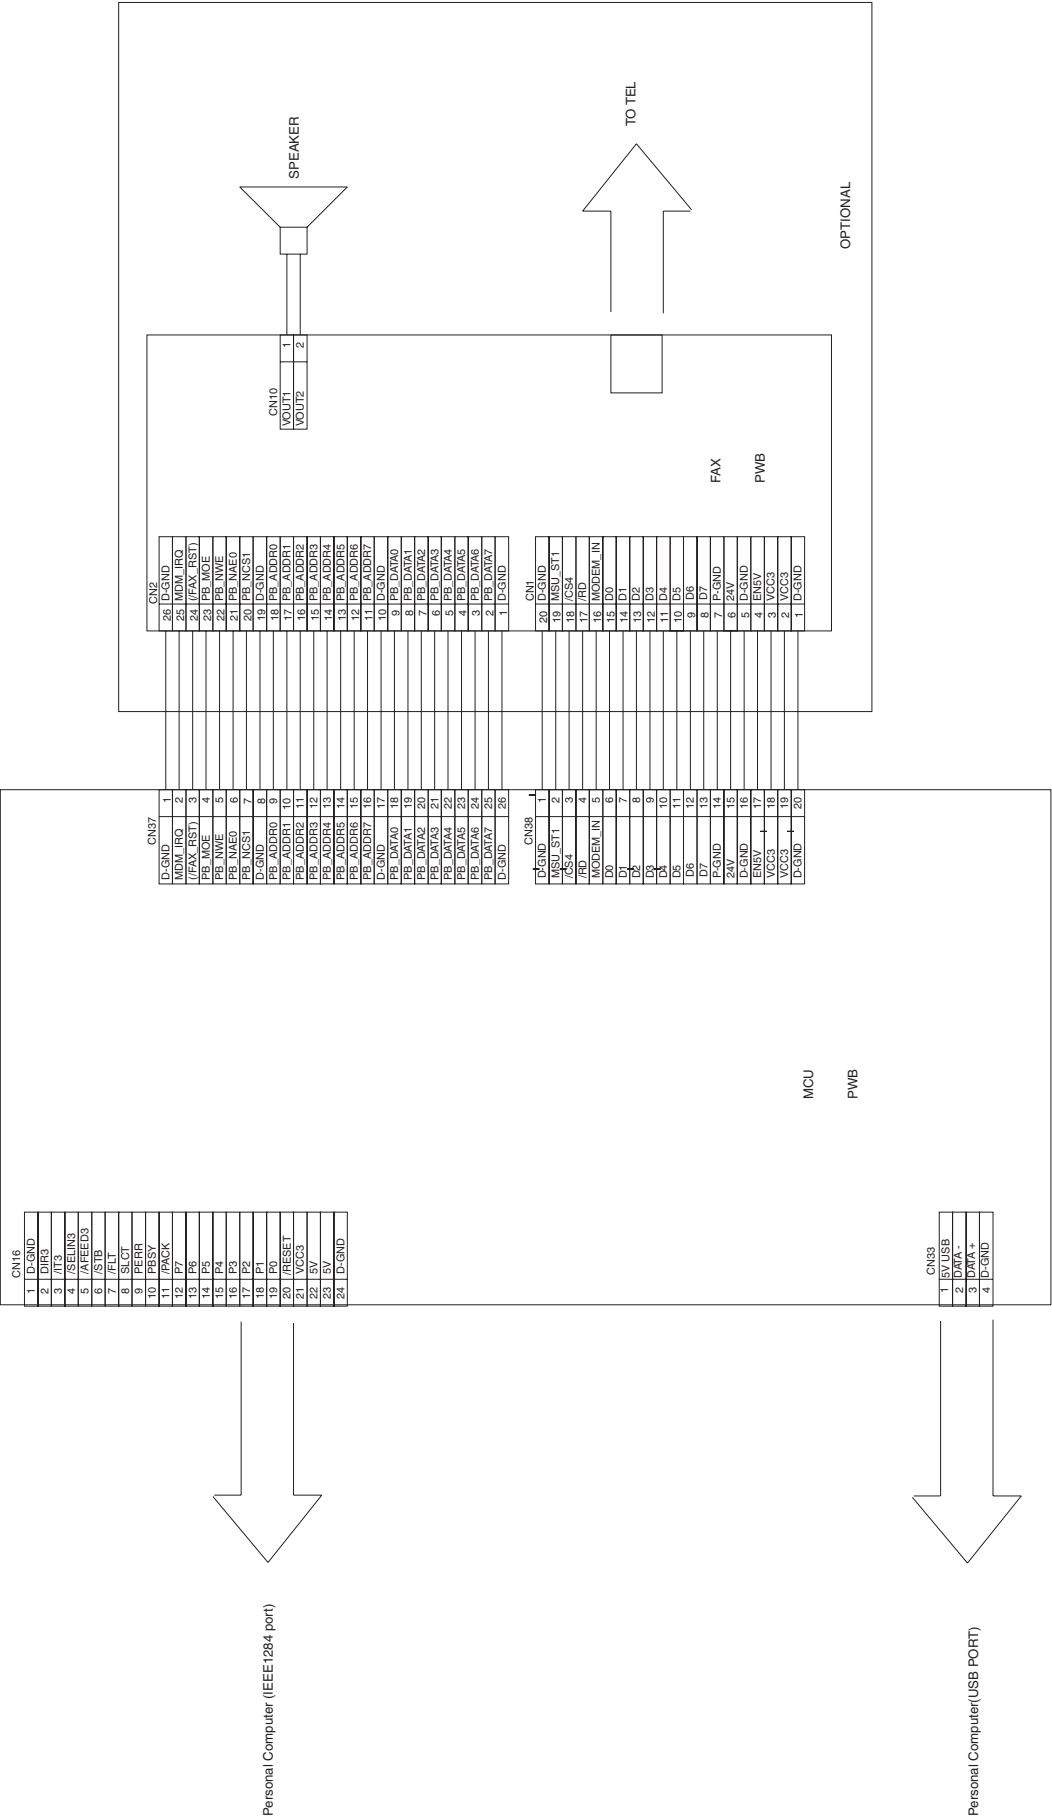 SPEAKER
TO TEL
OPTIONAL
CN10
VOUT1 1
VOUT2 2
FAX
PWB
CN2
26 D-GND
25 MDM_IRQ
24 (/FAX_RST)
23 PB_MOE
22 PB_NWE
21 PB_NAE0
20 PB_NCS1
19 D-GND
18 PB_ADDR0
17 PB_ADDR1
16 PB_ADDR2
15 PB_ADDR3
14 PB_ADDR4
13 PB_ADDR5
12 PB_ADDR6
11 PB_ADDR7
10 D-GND
9 PB_DATA0
8 PB_DATA1
7 PB_DATA2
6 PB_DATA3
5 PB_DATA4
4 PB_DATA5
3 PB_DATA6
2 PB_DATA7
1 D-GND
CN1
20 D-GND
19 MSU_ST1
18 /CS4
17 /RD
16 MODEM_IN
15 D0
14 D1
13 D2
12 D3
11 D4
10 D5
9 D6
8 D7
7 P-GND
6 24V
5 D-GND
4 EN5V
3 VCC3
2 VCC3
1 D-GND
CN37
D-GND 1
MDM_IRQ 2
(/FAX_RST) 3
PB_MOE 4
PB_NWE 5
PB_NAE0 6
PB_NCS1 7
D-GND 8
PB_ADDR0 9
PB_ADDR1 10
PB_ADDR2 11
PB_ADDR3 12
PB_ADDR4 13
PB_ADDR5 14
PB_ADDR6 15
PB_ADDR7 16
D-GND 17
PB_DATA0 18
PB_DATA1 19
PB_DATA2 20
PB_DATA3 21
PB_DATA4 22
PB_DATA5 23
PB_DATA6 24
PB_DATA7 25
D-GND 26
CN38
D-GND 1
MSU_ST1 2
/CS4 3
/RD 4
MODEM_IN 5
D0 6
D1 7
D2 8
D3 9
D4 10
D5 11
D6 12
D7 13
P-GND 14
24V 15
D-GND 16
EN5V 17
VCC3 18
VCC3 19
D-GND 20
MCU
PWB
CN16
1 D-GND
2 DIR3
3 /IT3
4 /SELIN3
5 /AFEED3
6 /STB
7 /FLT
8 SLCT
9 PERR
10 PBSY
11 /PACK
12 P7
13 P6
14 P5
15 P4
16 P3
17 P2
18 P1
19 P0
20 /RESET
21 VCC3
22 5V
23 5V
24 D-GND
CN33
1 5V USB
2 DATA -
3 DATA +
4 D-GND
Personal Computer (IEEE1284 port)
Personal Computer(USB PORT)